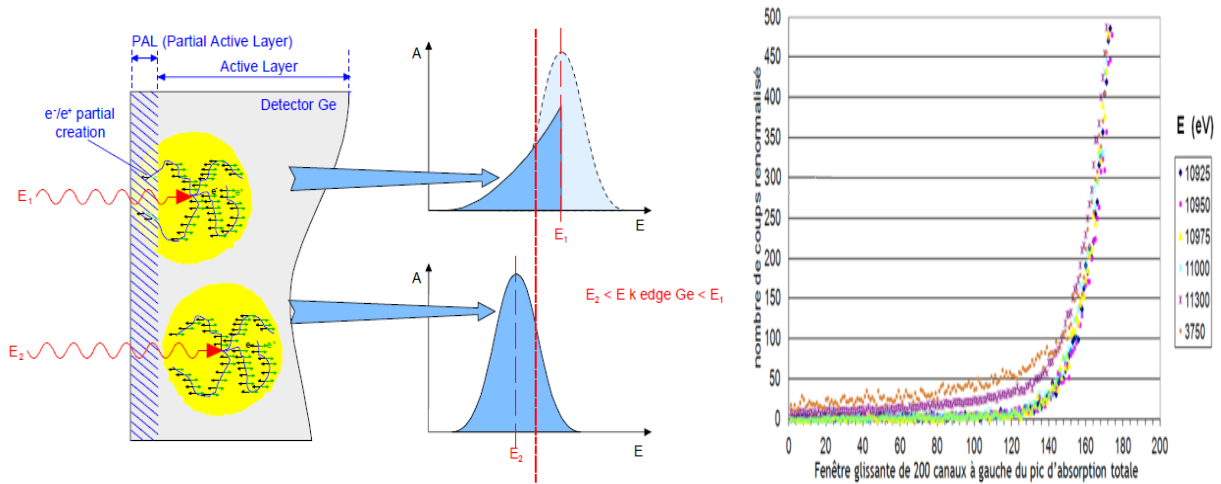 PAL (Partial Active Layer)
Active Layer
Detector Ge
e⁻/e⁺ partial
creation
E₁
e⁻
e⁺
E₂
e⁻
e⁺
A
E
E₁
A
E
E₂
E₂ < E k edge Ge < E₁
nombre de coups renormalisé
500
450
400
350
300
250
200
150
100
50
0
0 20 40 60 80 100 120 140 160 180 200
Fenêtre glissante de 200 canaux à gauche du pic d'absorption totale
E (eV)
10925
10950
10975
11000
11300
3750